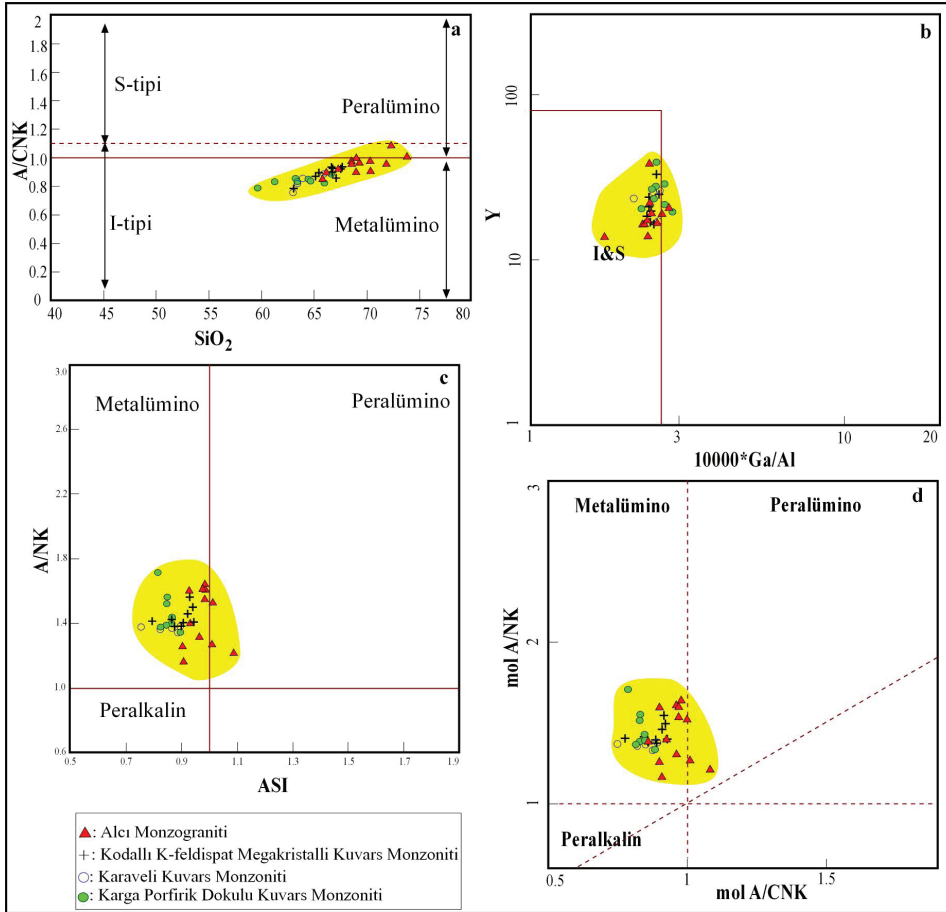 a
A/CNK
2
1.8
1.6
1.4
1.2
1.0
0.8
0.6
0.4
0.2
0
S-tipi
I-tipi
Peralümino
Metalümino
40 45 50 55 60 65 70 75 80
SiO2
b
Y
100
10
1
I&S
1 3 10 20
10000*Ga/Al
c
A/NK
3.0
2.6
2.2
1.8
1.4
1.0
0.6
Metalümino Peralümino
Peralkalin
0.5 0.7 0.9 1.1 1.3 1.5 1.7 1.9
ASI
d
mol A/NK
3
2
1
Metalümino Peralümino
Peralkalin
0.5 1 1.5
mol A/CNK
: Alcı Monzograniti
: Kodallı K-feldispat Megakristalli Kuvars Monzoniti
: Karaveli Kuvars Monzoniti
: Karga Porfirik Dokulu Kuvars Monzoniti